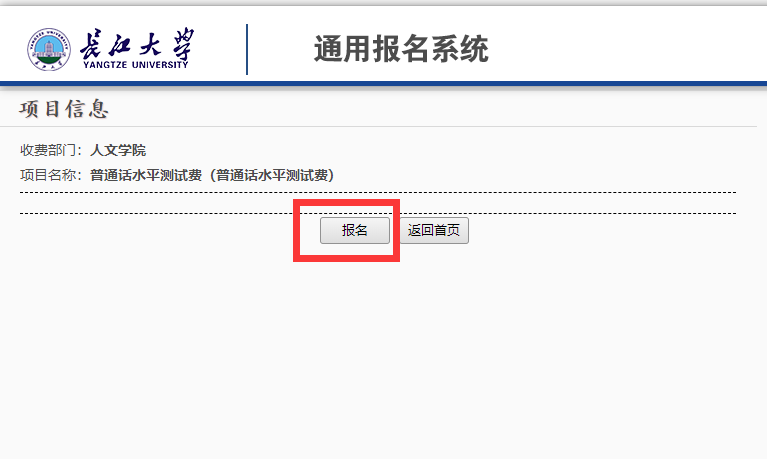 长江大学
YANGTZE UNIVERSITY
通用报名系统
项目信息
收费部门：人文学院
项目名称：普通话水平测试费（普通话水平测试费）
报名 返回首页